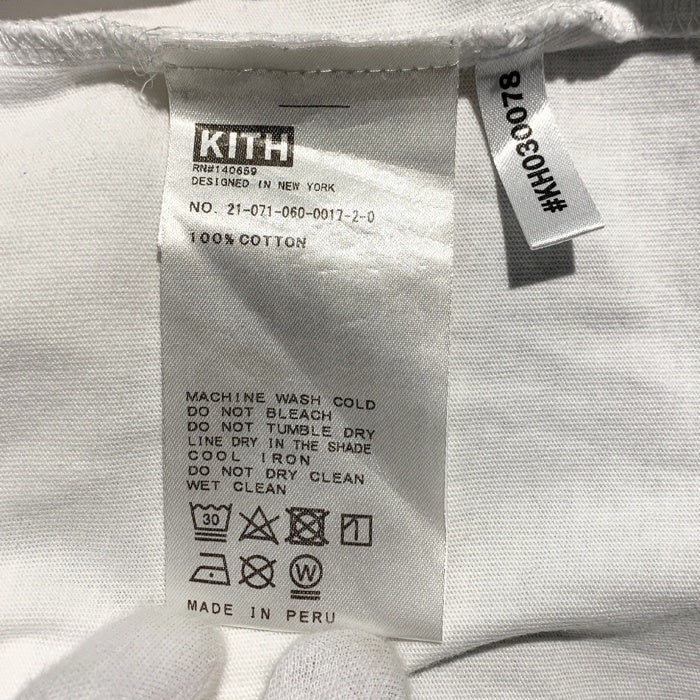 KITH
RN#140659
DESIGNED IN NEW YORK
NO. 21-071-060-0017-2-0
100% COTTON
MACHINE WASH COLD
DO NOT BLEACH
DO NOT TUMBLE DRY
LINE DRY IN THE SHADE
COOL IRON
DO NOT DRY CLEAN
WET CLEAN
30
W
MADE IN PERU
#KH030078